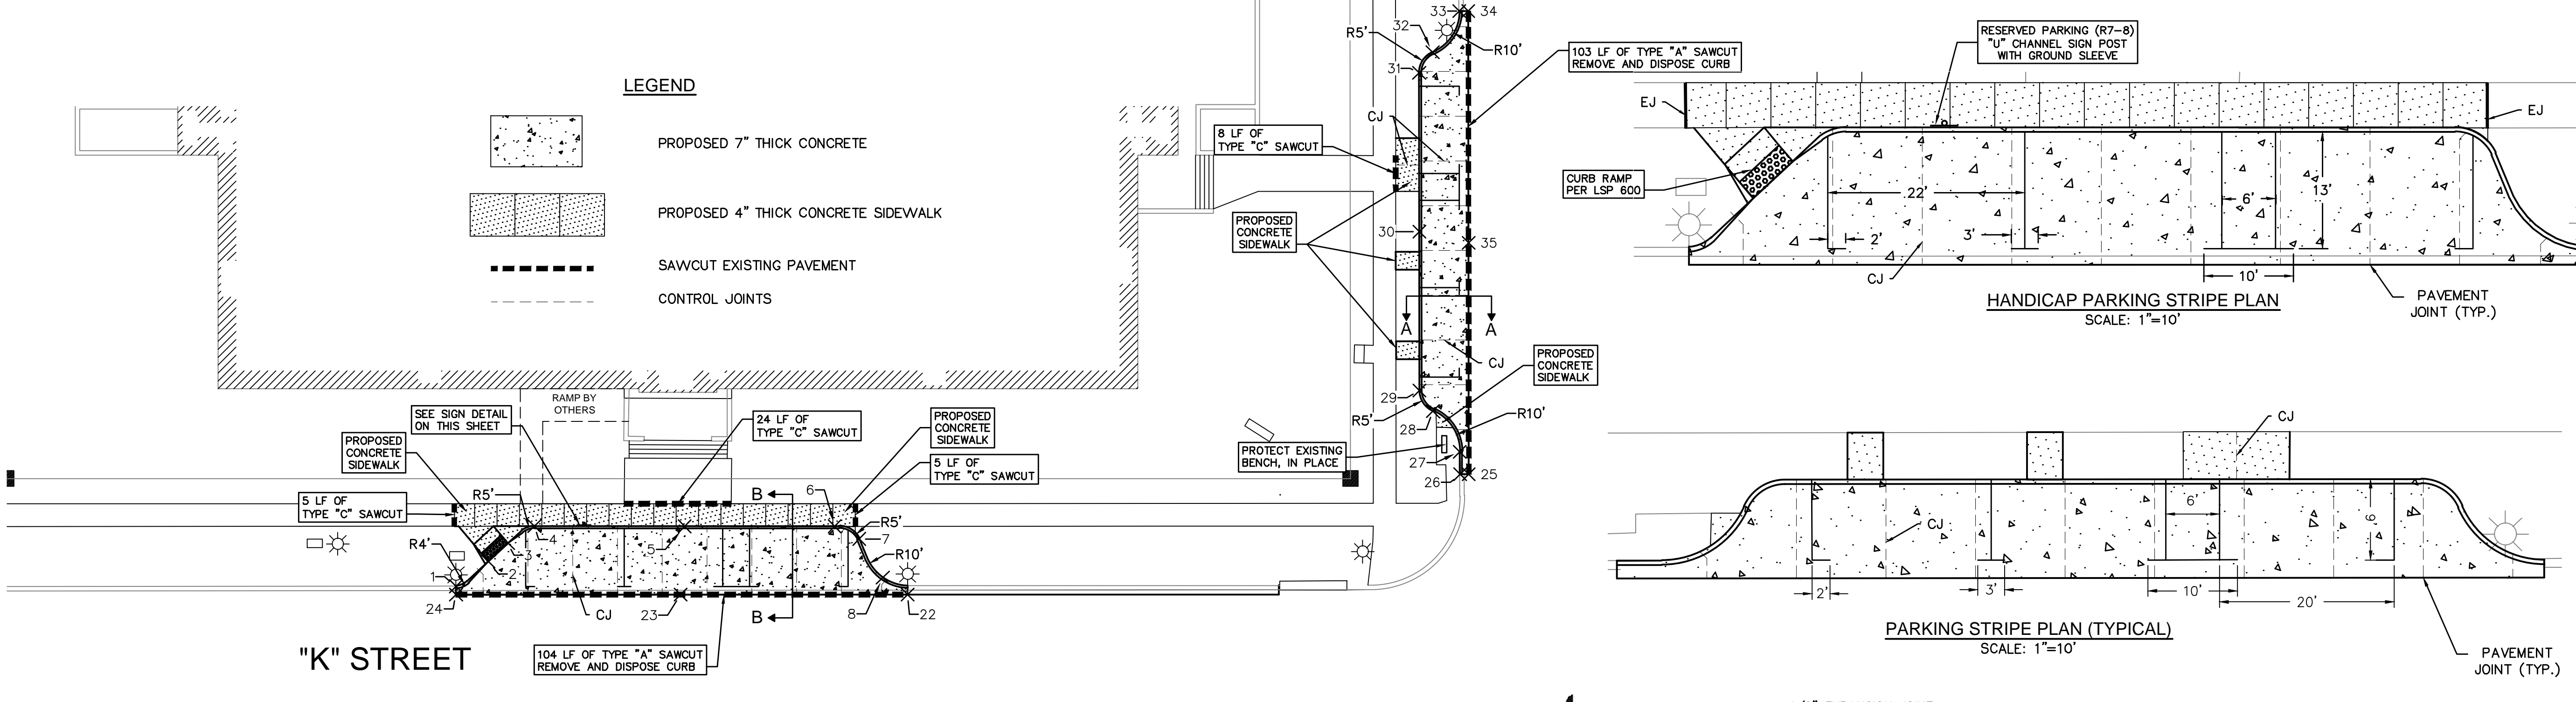 LEGEND
PROPOSED 7" THICK CONCRETE
PROPOSED 4" THICK CONCRETE SIDEWALK
SAWCUT EXISTING PAVEMENT
CONTROL JOINTS
RAMP BY
OTHERS
SEE SIGN DETAIL
ON THIS SHEET
24 LF OF
TYPE "C" SAWCUT
PROPOSED
CONCRETE
SIDEWALK
PROPOSED
CONCRETE
SIDEWALK
5 LF OF
TYPE "C" SAWCUT
5 LF OF
TYPE "C" SAWCUT
R5'
B
6
R5'
7
R4'
3
4
5
R10'
1
2
24
CJ
23
B
8
22
"K" STREET
104 LF OF TYPE "A" SAWCUT
REMOVE AND DISPOSE CURB
33
34
32
R5'
R10'
31
103 LF OF TYPE "A" SAWCUT
REMOVE AND DISPOSE CURB
CJ
8 LF OF
TYPE "C" SAWCUT
PROPOSED
CONCRETE
SIDEWALK
30
35
A
A
CJ
PROPOSED
CONCRETE
SIDEWALK
29
R5'
R10'
28
PROTECT EXISTING
BENCH, IN PLACE
27
26
25
RESERVED PARKING (R7-8)
"U" CHANNEL SIGN POST
WITH GROUND SLEEVE
EJ
EJ
CURB RAMP
PER LSP 600
22'
6'
13'
2'
3'
CJ
10'
HANDICAP PARKING STRIPE PLAN
SCALE: 1"=10'
PAVEMENT
JOINT (TYP.)
CJ
6'
9'
CJ
2'
3'
10'
20'
PARKING STRIPE PLAN (TYPICAL)
SCALE: 1"=10'
PAVEMENT
JOINT (TYP.)